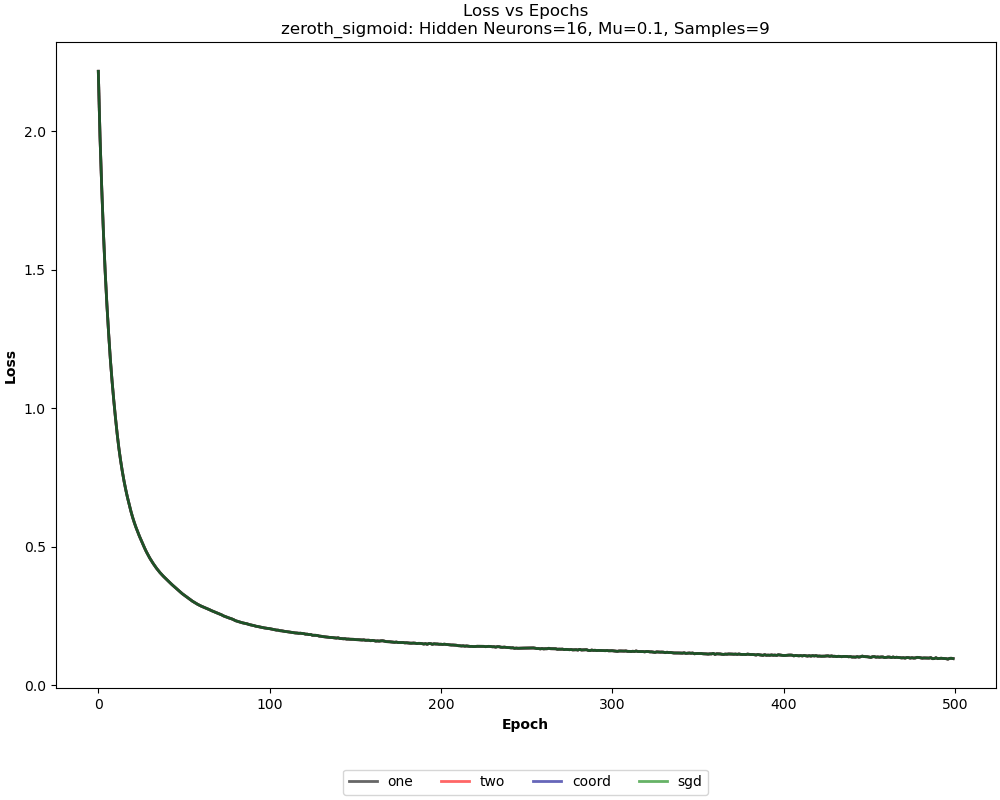 Loss vs Epochs
zeroth_sigmoid: Hidden Neurons=16, Mu=0.1, Samples=9
2.0
1.5
1.0
0.5
0.0
Loss
0 100 200 300 400 500
Epoch
one two coord sgd